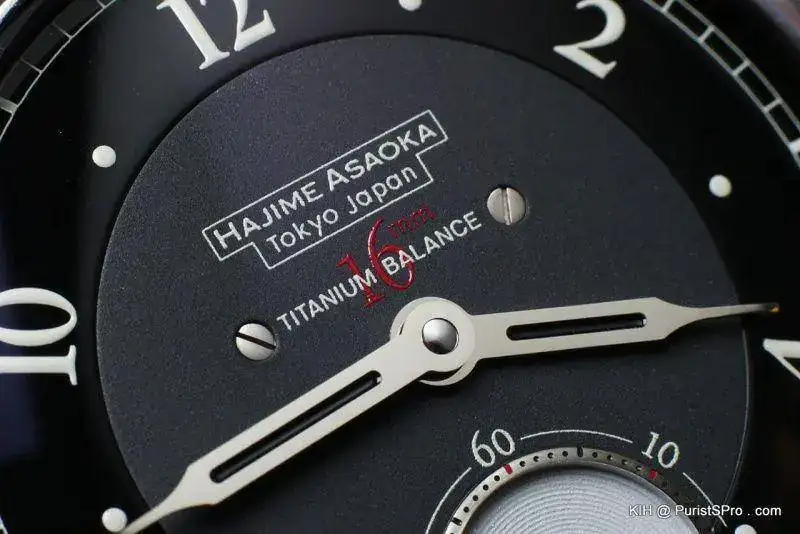 12
2
HAJIME ASAOKA
Tokyo Japan
16mm
TITANIUM BALANCE
10
60
10
KIH @ PuristSPro . com